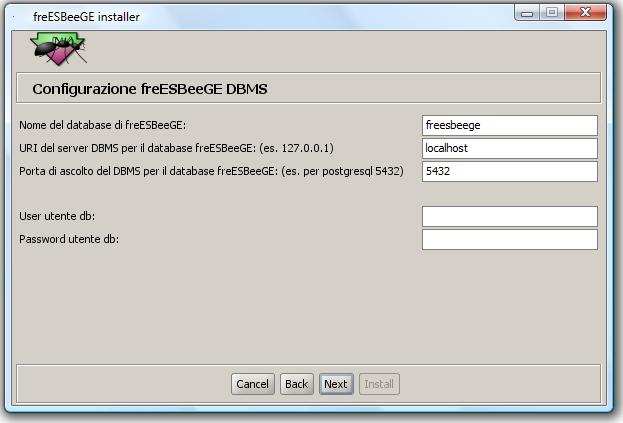 freESBeeGE installer
Configurazione freESBeeGE DBMS
Nome del database di freESBeeGE: freesbeege
URI del server DBMS per il database freESBeeGE: (es. 127.0.0.1) localhost
Porta di ascolto del DBMS per il database freESBeeGE: (es. per postgresql 5432) 5432
User utente db:
Password utente db:
Cancel Back Next Install